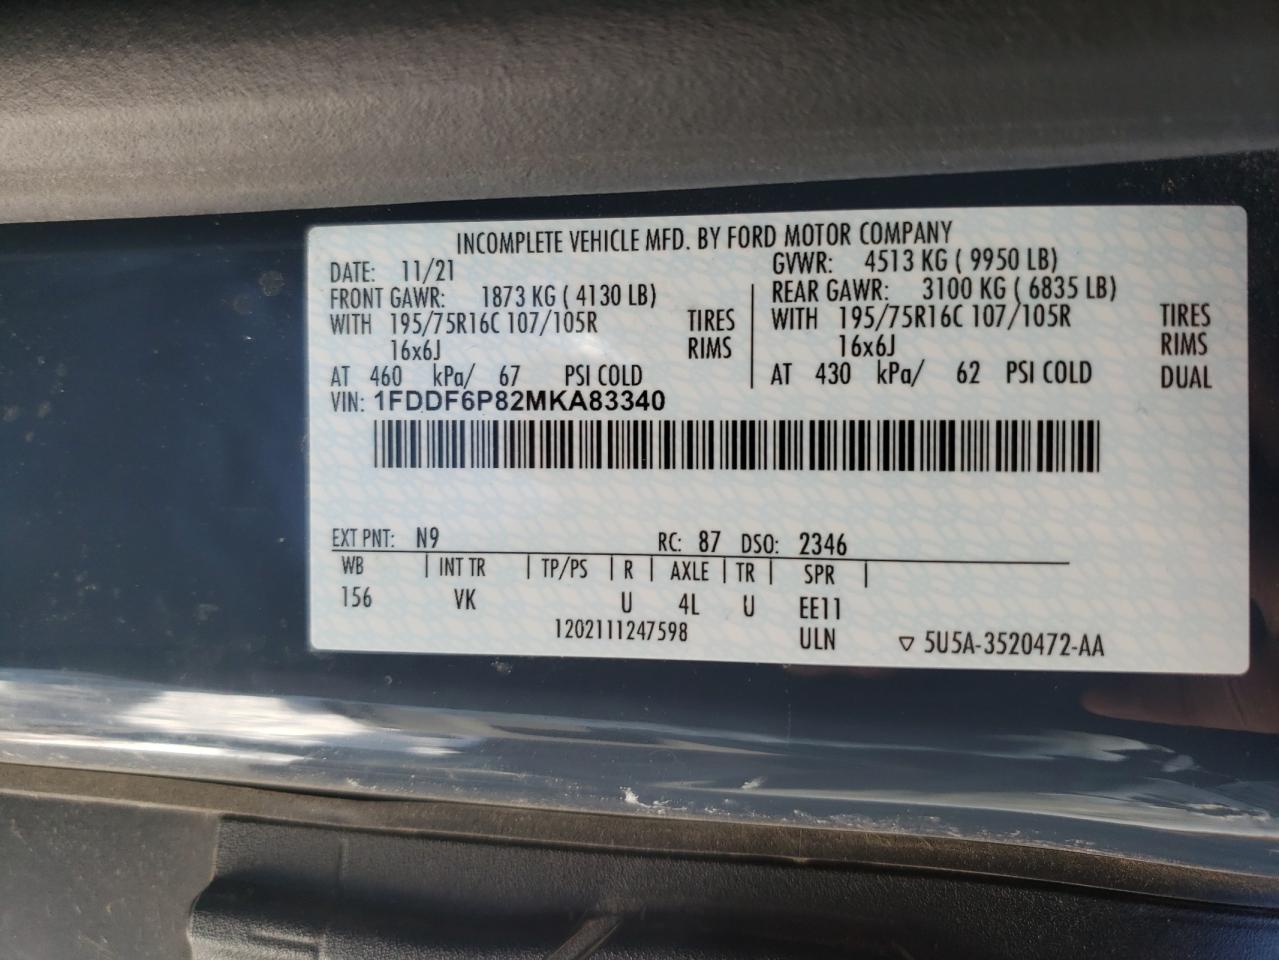 INCOMPLETE VEHICLE MFD. BY FORD MOTOR COMPANY
DATE: 11/21 GVWR: 4513 KG ( 9950 LB)
FRONT GAWR: 1873 KG ( 4130 LB) REAR GAWR: 3100 KG ( 6835 LB)
WITH 195/75R16C 107/105R TIRES WITH 195/75R16C 107/105R TIRES
16x6J RIMS 16x6J RIMS
AT 460 kPa/ 67 PSI COLD AT 430 kPa/ 62 PSI COLD DUAL
VIN: 1FDDF6P82MKA83340
EXT PNT: N9 RC: 87 DSO: 2346
WB INT TR TP/PS R AXLE TR SPR
156 VK U 4L U EE11
1202111247598 ULN ▽ 5U5A-3520472-AA